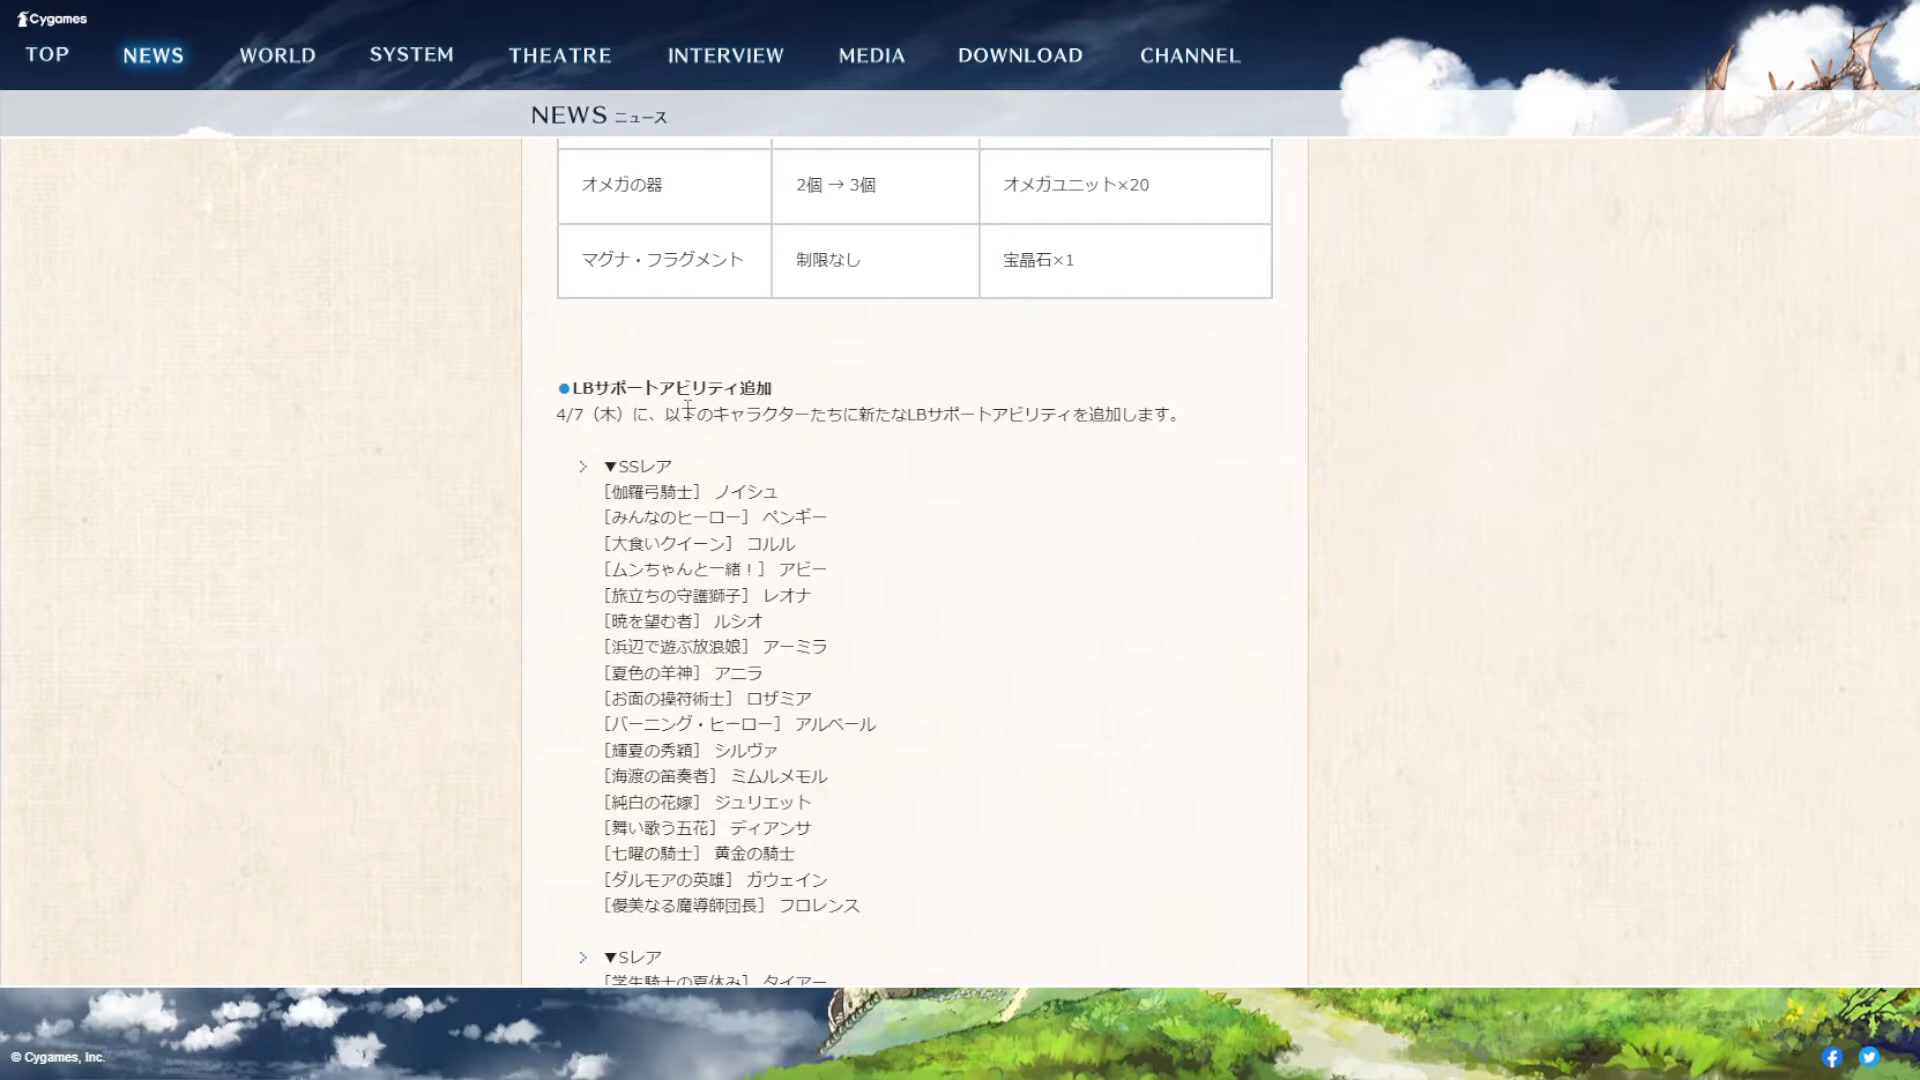 Cygames
TOP NEWS WORLD SYSTEM THEATRE INTERVIEW MEDIA DOWNLOAD CHANNEL
NEWS ニュース
オメガの器 2個 → 3個 オメガユニット×20
マグナ・フラグメント 制限なし 宝晶石×1
●LBサポートアビリティ追加
4/7（木）に、以下のキャラクターたちに新たなLBサポートアビリティを追加します。
▼SSレア
［伽羅弓騎士］ ノイシュ
［みんなのヒーロー］ ペンギー
［大食いクイーン］ コルル
［ムンちゃんと一緒！］ アビー
［旅立ちの守護獅子］ レオナ
［暁を望む者］ ルシオ
［浜辺で遊ぶ放浪娘］ アーミラ
［夏色の羊神］ アニラ
［お面の操符術士］ ロザミア
［バーニング・ヒーロー］ アルベール
［輝夏の秀穎］ シルヴァ
［海渡の笛奏者］ ミムルメモル
［純白の花嫁］ ジュリエット
［舞い歌う五花］ ディアンサ
［七曜の騎士］ 黄金の騎士
［ダルモアの英雄］ ガウェイン
［優美なる魔導師団長］ フロレンス
▼Sレア
［学生騎士の夏休み］ タイアー
© Cygames, Inc.